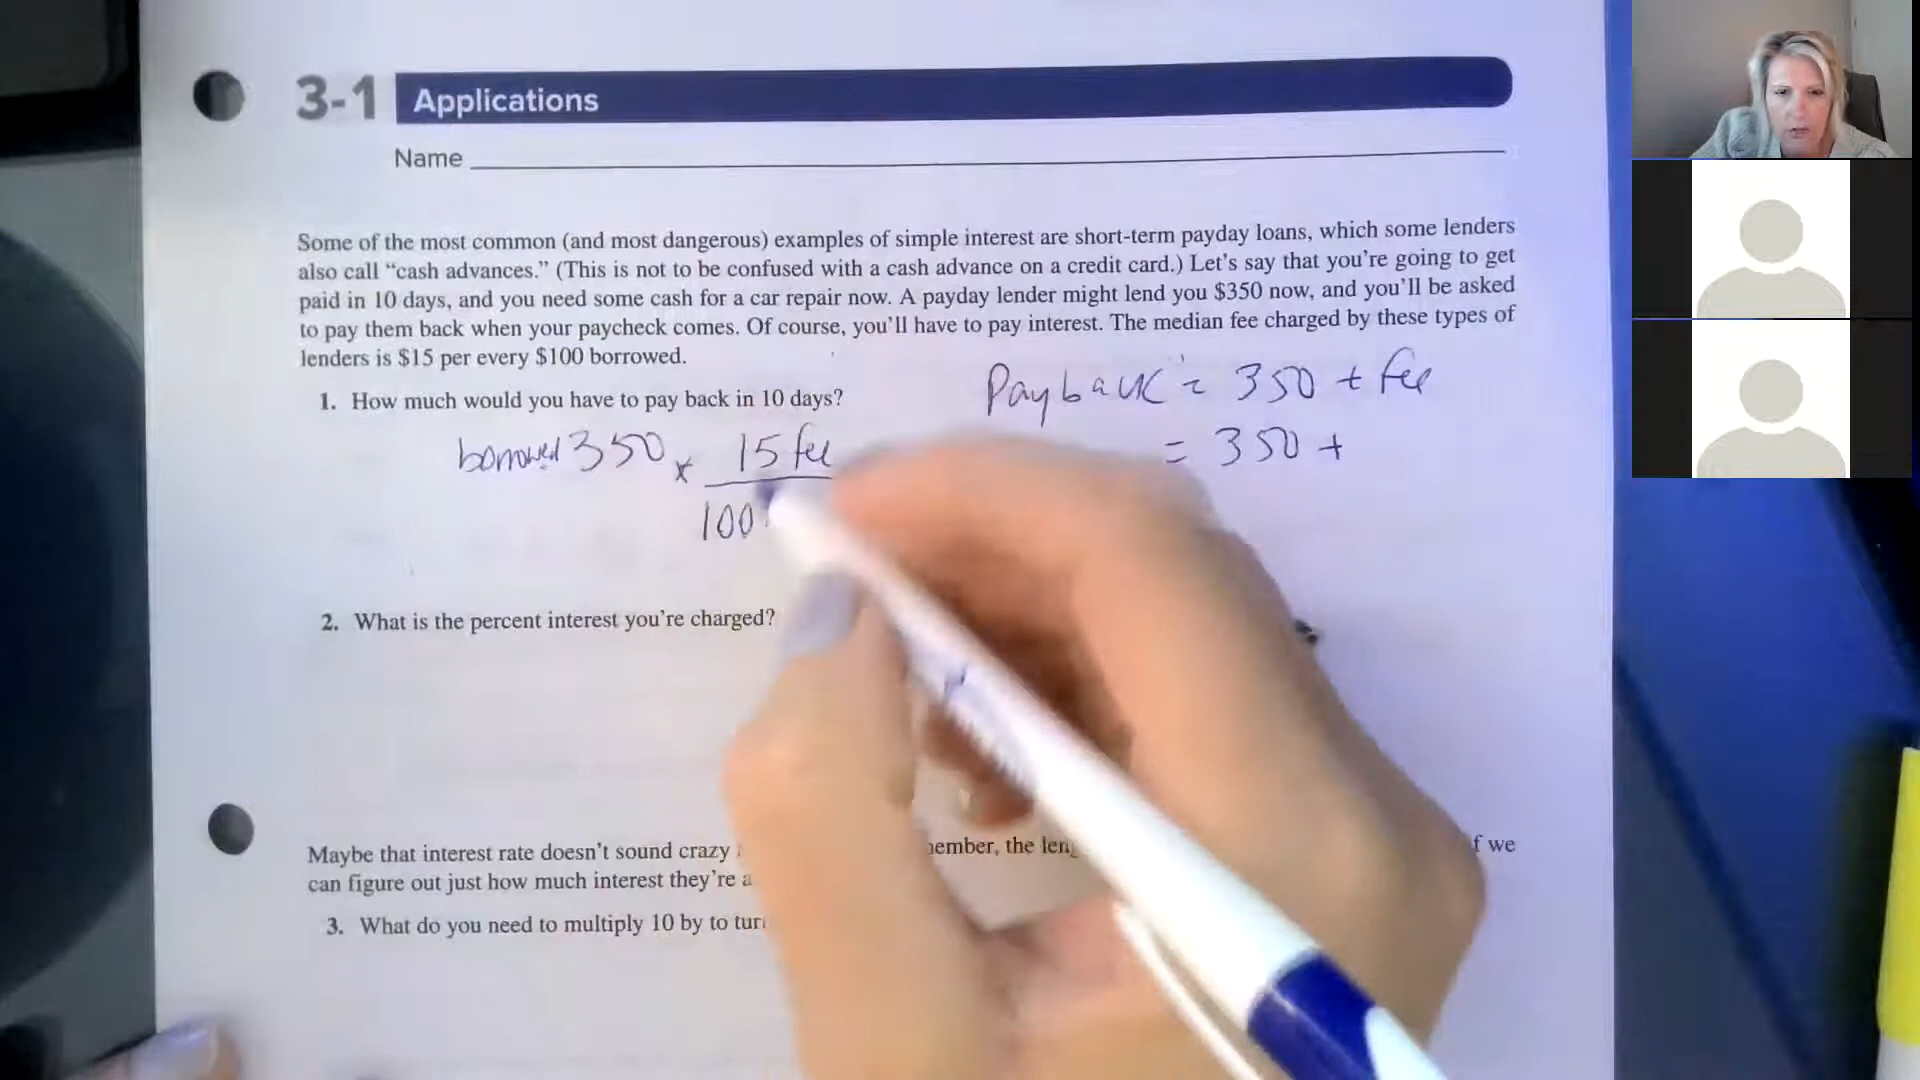 3-1 Applications
Name
Some of the most common (and most dangerous) examples of simple interest are short-term payday loans, which some lenders
also call “cash advances.” (This is not to be confused with a cash advance on a credit card.) Let’s say that you’re going to get
paid in 10 days, and you need some cash for a car repair now. A payday lender might lend you $350 now, and you’ll be asked
to pay them back when your paycheck comes. Of course, you’ll have to pay interest. The median fee charged by these types of
lenders is $15 per every $100 borrowed.
Payback = 350 + fee
1. How much would you have to pay back in 10 days?
= 350 +
borrowed 350 x 15 fee
100
2. What is the percent interest you’re charged?
Maybe that interest rate doesn’t sound crazy the f we
can figure out just how much interest they’re
3. What do you need to multiply 10 by to